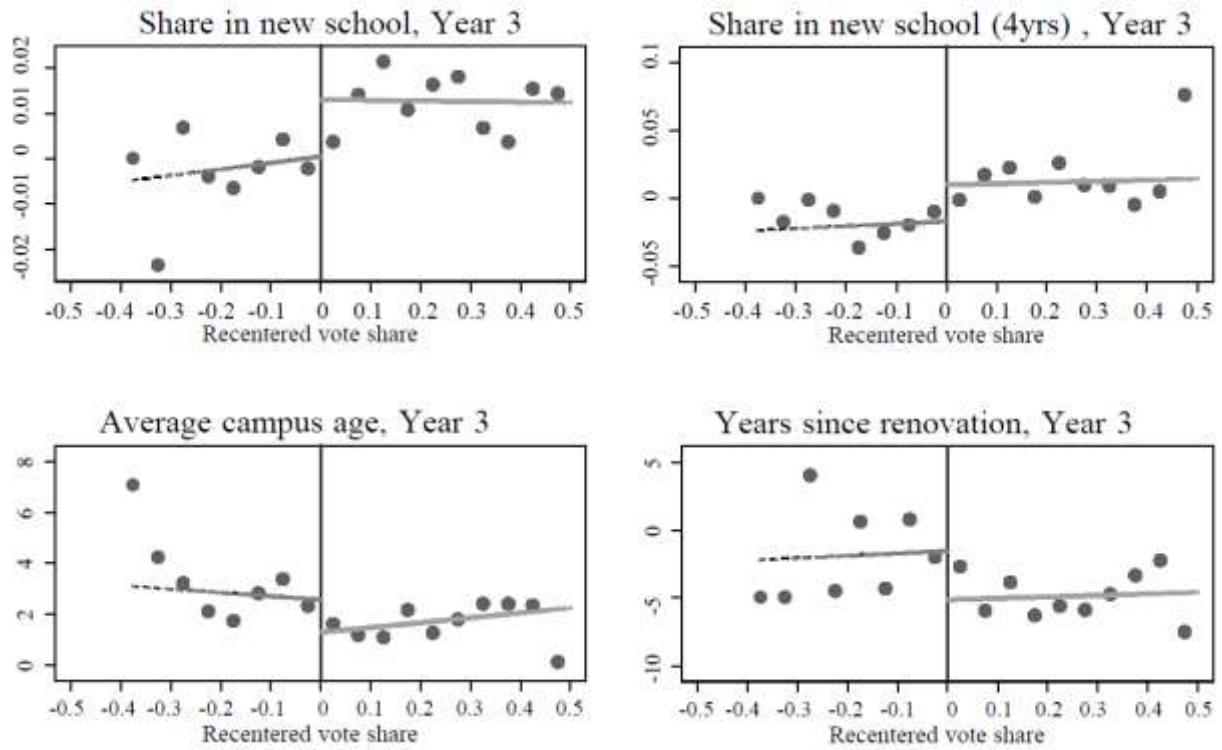 Share in new school, Year 3
0.02
0.01
0
-0.01
-0.02
-0.5 -0.4 -0.3 -0.2 -0.1 0 0.1 0.2 0.3 0.4 0.5
Recentered vote share
Share in new school (4yrs) , Year 3
0.1
0.05
0
-0.05
-0.5 -0.4 -0.3 -0.2 -0.1 0 0.1 0.2 0.3 0.4 0.5
Recentered vote share
Average campus age, Year 3
8
6
4
2
0
-0.5 -0.4 -0.3 -0.2 -0.1 0 0.1 0.2 0.3 0.4 0.5
Recentered vote share
Years since renovation, Year 3
5
0
-5
-10
-0.5 -0.4 -0.3 -0.2 -0.1 0 0.1 0.2 0.3 0.4 0.5
Recentered vote share